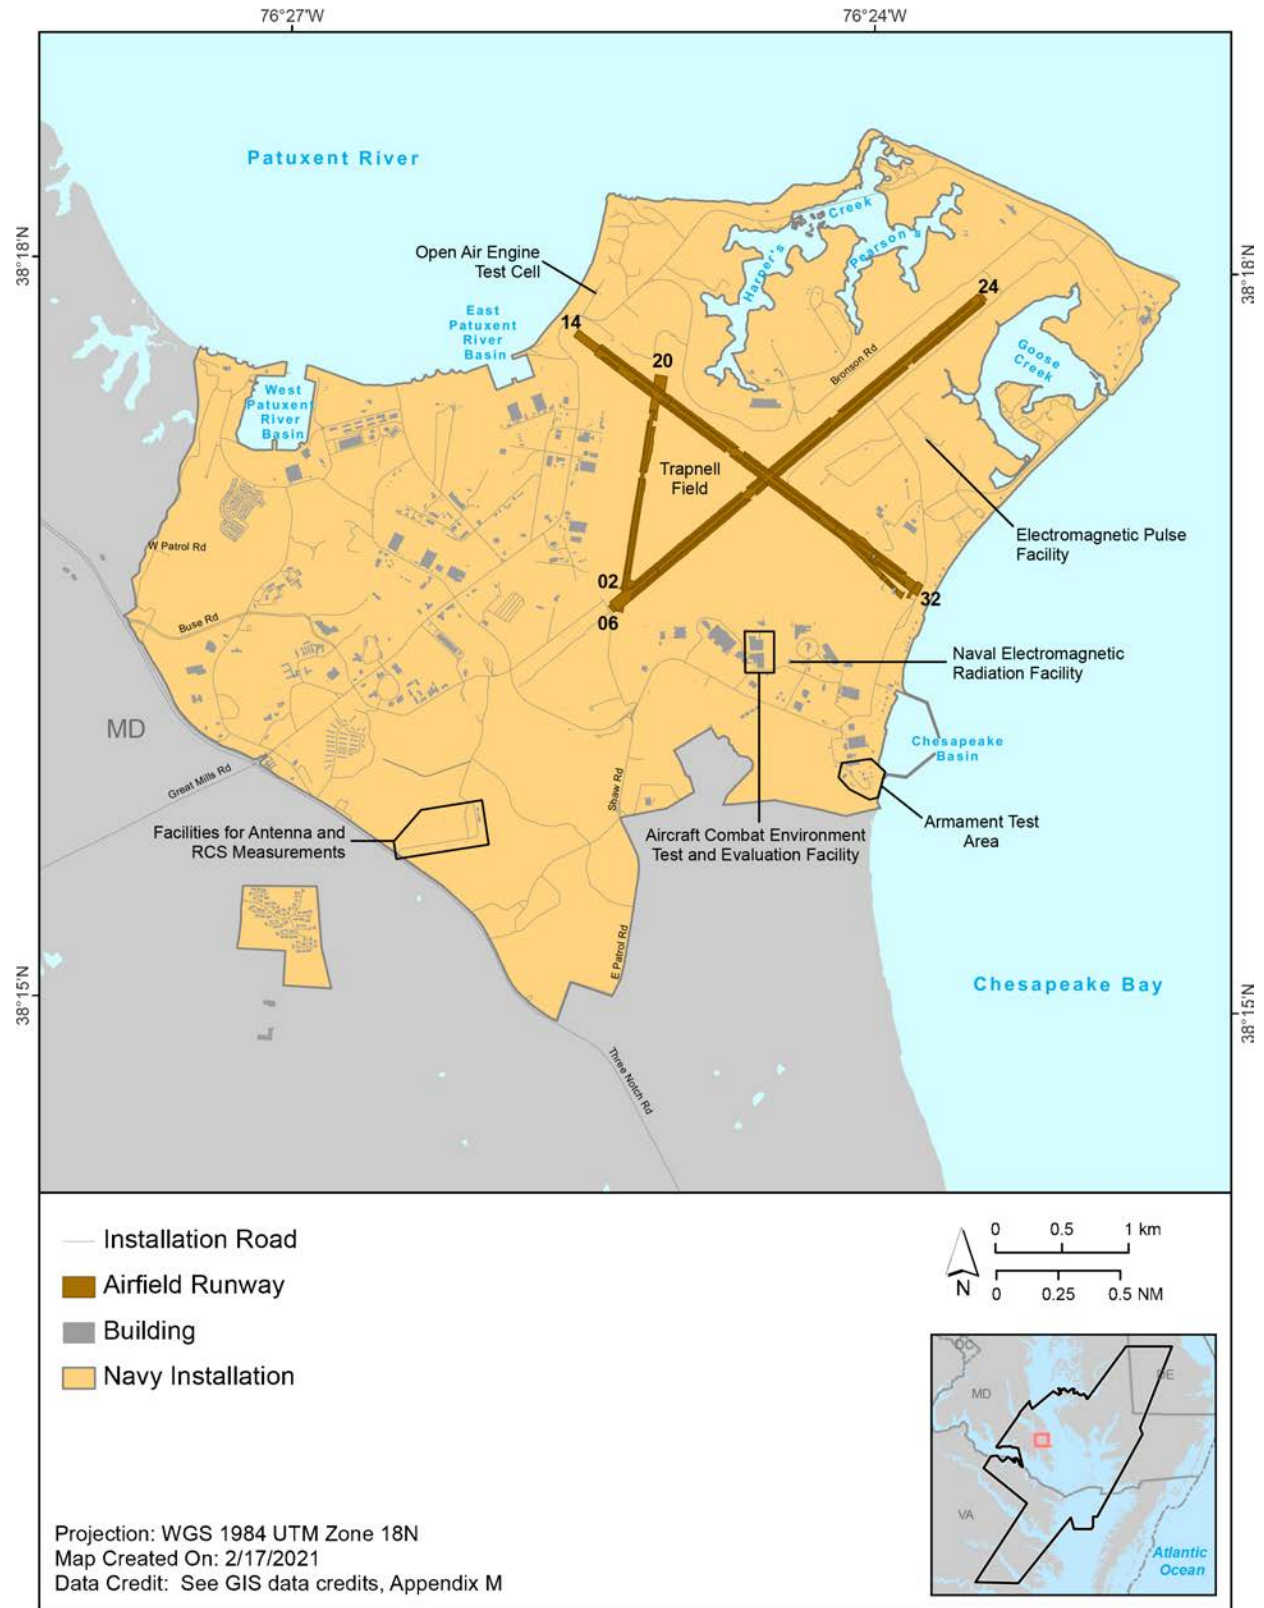 76°27'W
76°24'W
38°18'N
38°18'N
38°15'N
38°15'N
Patuxent River
Open Air Engine
Test Cell
East
Patuxent
River
Basin
West
Patuxent
River
Basin
Harper's
Creek
Pearson's
Goose
Creek
14
20
24
Bronson Rd
Trapnell
Field
Electromagnetic Pulse
Facility
W Patrol Rd
02
06
32
Buse Rd
Naval Electromagnetic
Radiation Facility
MD
Chesapeake
Basin
Great Mills Rd
Shaw Rd
Facilities for Antenna and
RCS Measurements
Aircraft Combat Environment
Test and Evaluation Facility
Armament Test
Area
E Patrol Rd
Chesapeake Bay
Three Notch Rd
Installation Road
Airfield Runway
Building
Navy Installation
N
0 0.5 1 km
0 0.25 0.5 NM
DC
MD
DE
VA
Atlantic
Ocean
Projection: WGS 1984 UTM Zone 18N
Map Created On: 2/17/2021
Data Credit: See GIS data credits, Appendix M